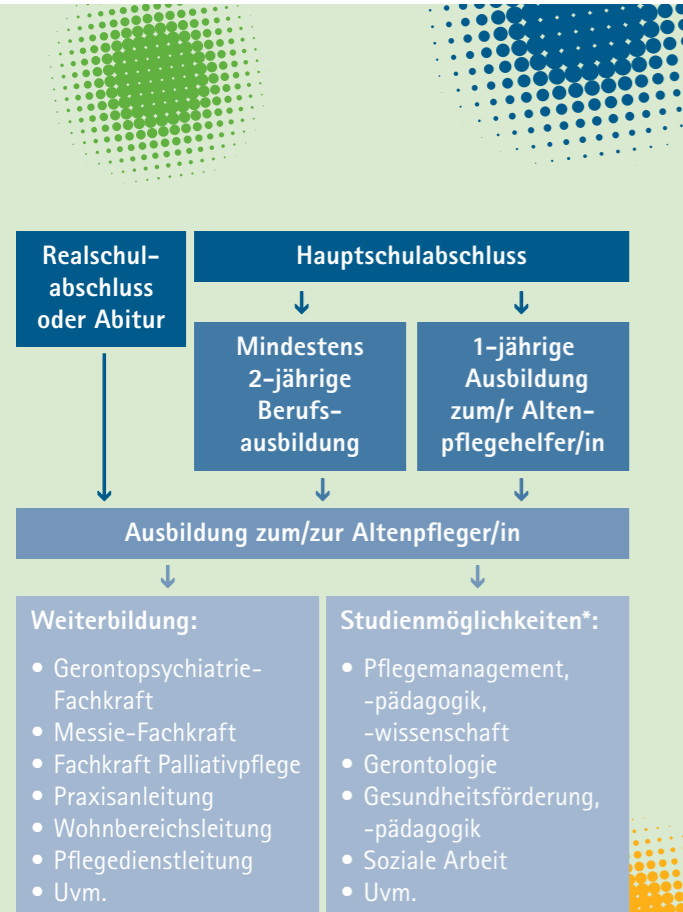 Realschul-
abschluss
oder Abitur
Hauptschulabschluss
Mindestens
2-jährige
Berufs-
ausbildung
1-jährige
Ausbildung
zum/r Alten-
pflegehelfer/in
Ausbildung zum/zur Altenpfleger/in
Weiterbildung:
• Gerontopsychiatrie-
Fachkraft
• Messie-Fachkraft
• Fachkraft Palliativpflege
• Praxisanleitung
• Wohnbereichsleitung
• Pflegedienstleitung
• Uvm.
Studienmöglichkeiten*:
• Pflegemanagement,
-pädagogik,
-wissenschaft
• Gerontologie
• Gesundheitsförderung,
-pädagogik
• Soziale Arbeit
• Uvm.